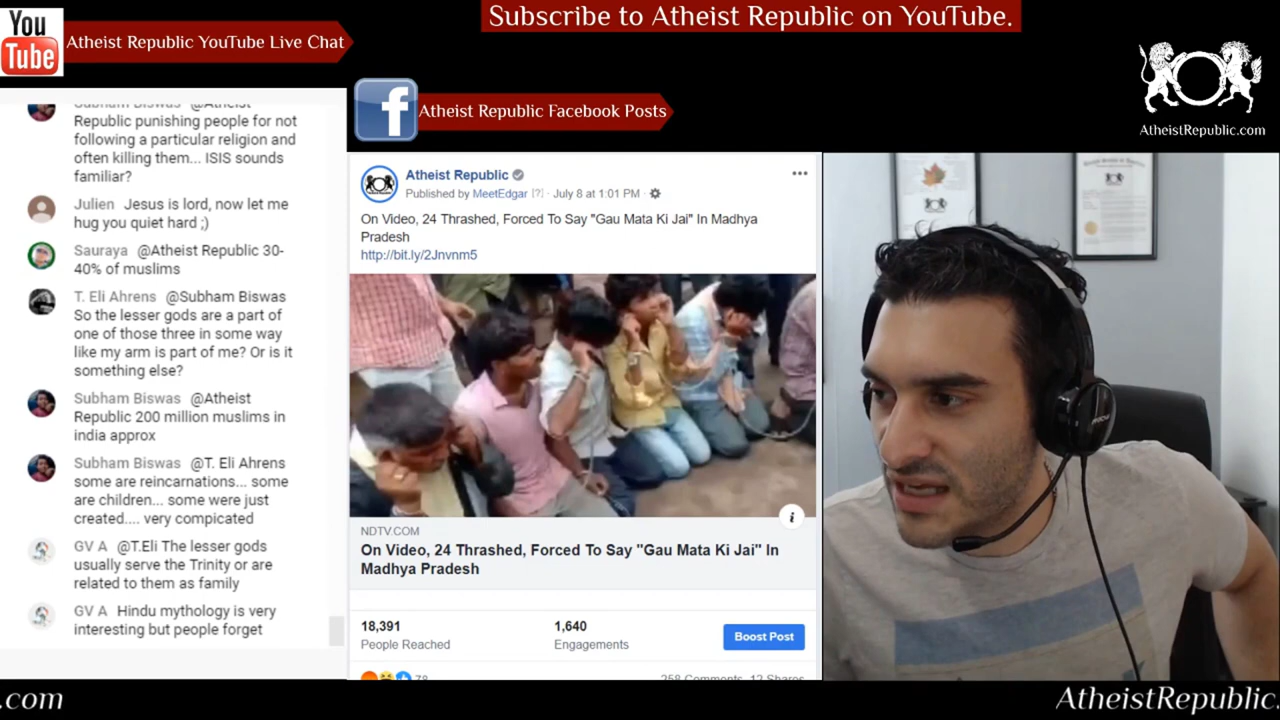 Subscribe to Atheist Republic on YouTube.
You
Tube
Atheist Republic YouTube Live Chat
AtheistRepublic.com
f
Atheist Republic Facebook Posts
Subham Biswas @Atheist
Republic punishing people for not
following a particular religion and
often killing them... ISIS sounds
familiar?
Julien Jesus is lord, now let me
hug you quiet hard ;)
Sauraya @Atheist Republic 30-
40% of muslims
T. Eli Ahrens @Subham Biswas
So the lesser gods are a part of
one of those three in some way
like my arm is part of me? Or is it
something else?
Subham Biswas @Atheist
Republic 200 million muslims in
india approx
Subham Biswas @T. Eli Ahrens
some are reincarnations... some
are children... some were just
created.... very compicated
GV A @T.Eli The lesser gods
usually serve the Trinity or are
related to them as family
GV A Hindu mythology is very
interesting but people forget
Atheist Republic
Published by MeetEdgar [?] · July 8 at 1:01 PM ·
On Video, 24 Thrashed, Forced To Say "Gau Mata Ki Jai" In Madhya
Pradesh
http://bit.ly/2Jnvnm5
NDTV.COM
On Video, 24 Thrashed, Forced To Say "Gau Mata Ki Jai" In
Madhya Pradesh
18,391
People Reached
1,640
Engagements
Boost Post
78
258 Comments 12 Shares
.com
AtheistRepublic.